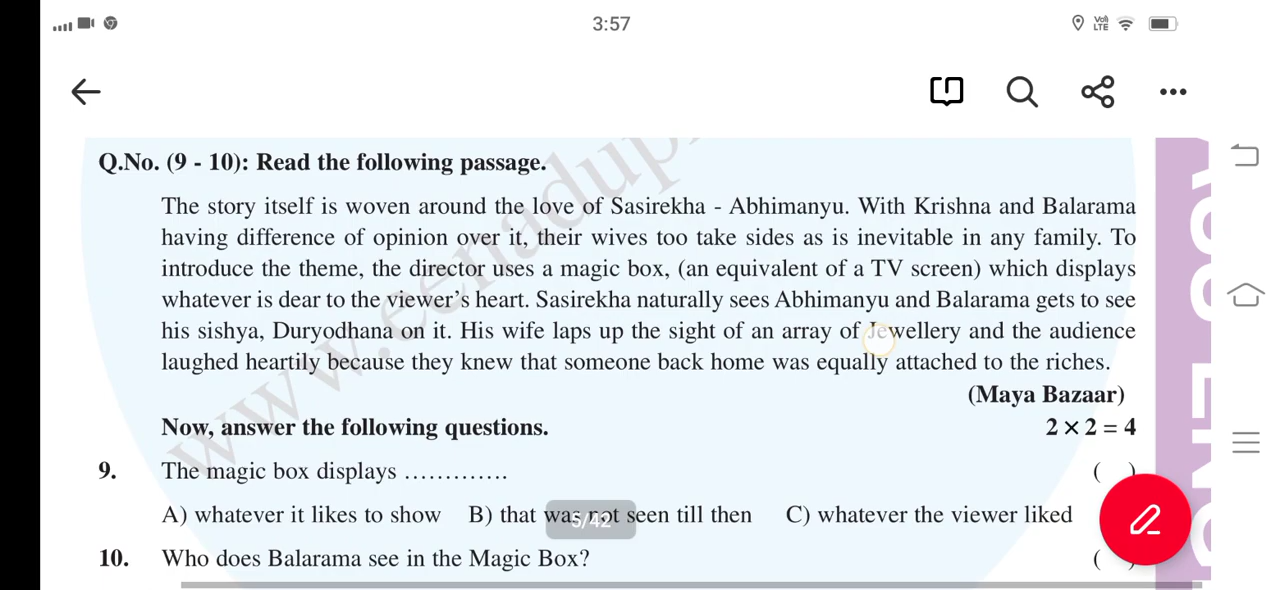 3:57
Vo)
LTE
Q.No. (9 - 10): Read the following passage.
The story itself is woven around the love of Sasirekha - Abhimanyu. With Krishna and Balarama
having difference of opinion over it, their wives too take sides as is inevitable in any family. To
introduce the theme, the director uses a magic box, (an equivalent of a TV screen) which displays
whatever is dear to the viewer's heart. Sasirekha naturally sees Abhimanyu and Balarama gets to see
his sishya, Duryodhana on it. His wife laps up the sight of an array of Jewellery and the audience
laughed heartily because they knew that someone back home was equally attached to the riches.
(Maya Bazaar)
Now, answer the following questions. 2 × 2 = 4
9. The magic box displays ............. ( )
A) whatever it likes to show B) that was not seen till then C) whatever the viewer liked
5/42
10. Who does Balarama see in the Magic Box? ( )
www.eenadupr